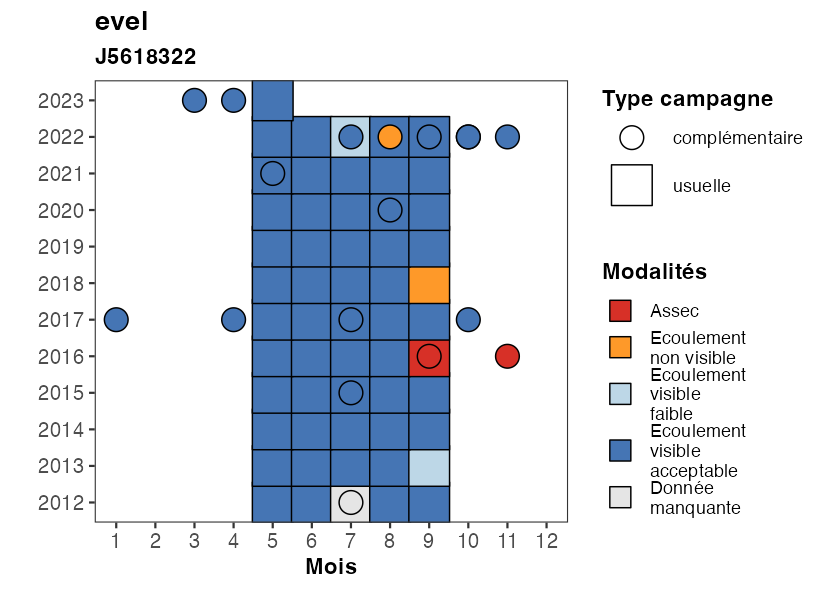 evel
J5618322
2023
2022
2021
2020
2019
2018
2017
2016
2015
2014
2013
2012
1 2 3 4 5 6 7 8 9 10 11 12
Mois
Type campagne
complémentaire
usuelle
Modalités
Assec
Ecoulement
non visible
Ecoulement
visible
faible
Ecoulement
visible
acceptable
Donnée
manquante